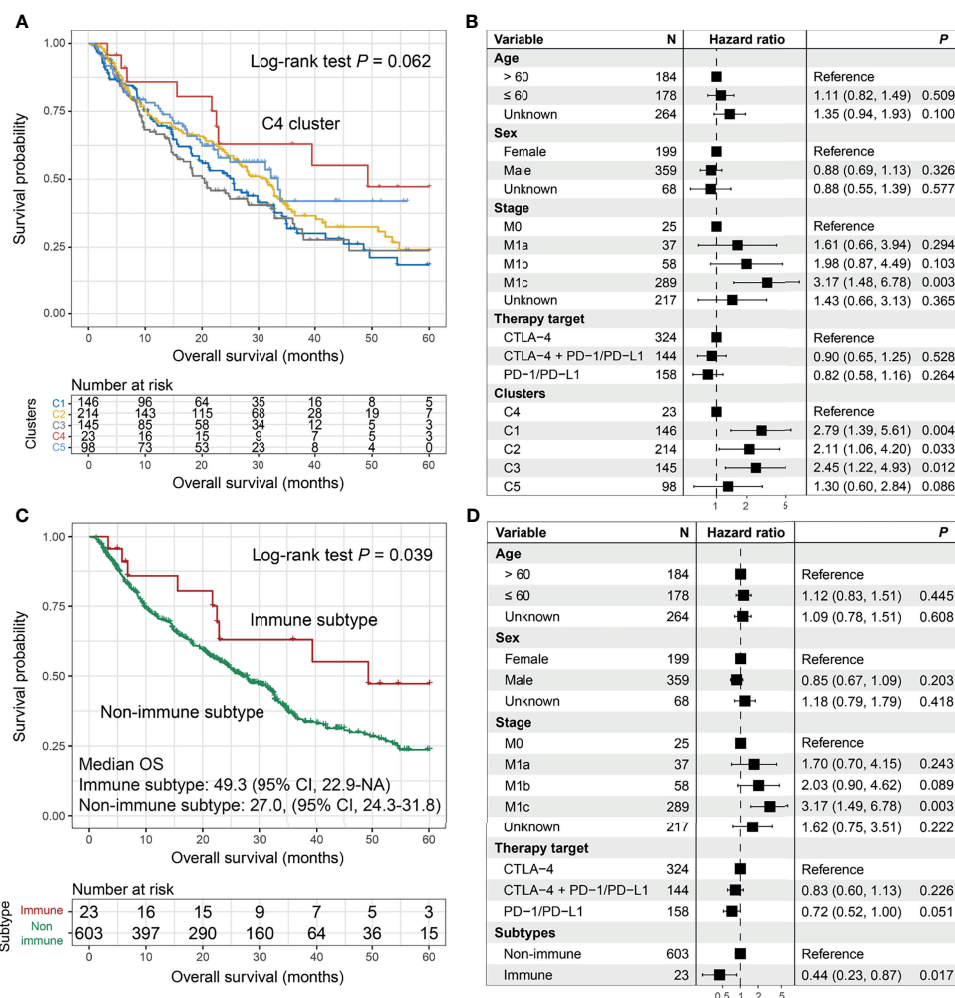 A
Log-rank test P = 0.062
C4 cluster
Survival probability
1.00
0.75
0.50
0.25
0.00
0 10 20 30 40 50 60
Overall survival (months)
Number at risk
Clusters
C1 146 96 64 35 16 8 5
C2 214 143 115 68 28 19 7
C3 145 85 58 34 12 5 3
C4 23 16 15 9 7 5 3
C5 98 73 53 23 8 4 0
0 10 20 30 40 50 60
Overall survival (months)
B
Variable N Hazard ratio P
Age
> 60 184 Reference
≤ 60 178 1.11 (0.82, 1.49) 0.509
Unknown 264 1.35 (0.94, 1.93) 0.100
Sex
Female 199 Reference
Male 359 0.88 (0.69, 1.13) 0.326
Unknown 68 0.88 (0.55, 1.39) 0.577
Stage
M0 25 Reference
M1a 37 1.61 (0.66, 3.94) 0.294
M1b 58 1.98 (0.87, 4.49) 0.103
M1c 289 3.17 (1.48, 6.78) 0.003
Unknown 217 1.43 (0.66, 3.13) 0.365
Therapy target
CTLA-4 324 Reference
CTLA-4 + PD-1/PD-L1 144 0.90 (0.65, 1.25) 0.528
PD-1/PD-L1 158 0.82 (0.58, 1.16) 0.264
Clusters
C4 23 Reference
C1 146 2.79 (1.39, 5.61) 0.004
C2 214 2.11 (1.06, 4.20) 0.033
C3 145 2.45 (1.22, 4.93) 0.012
C5 98 1.30 (0.60, 2.84) 0.086
1 2 5
C
Log-rank test P = 0.039
Immune subtype
Non-immune subtype
Median OS
Immune subtype: 49.3 (95% CI, 22.9-NA)
Non-immune subtype: 27.0, (95% CI, 24.3-31.8)
Survival probability
1.00
0.75
0.50
0.25
0.00
0 10 20 30 40 50 60
Overall survival (months)
Number at risk
Subtype
Immune 23 16 15 9 7 5 3
Non
immune 603 397 290 160 64 36 15
0 10 20 30 40 50 60
Overall survival (months)
D
Variable N Hazard ratio P
Age
> 60 184 Reference
≤ 60 178 1.12 (0.83, 1.51) 0.445
Unknown 264 1.09 (0.78, 1.51) 0.608
Sex
Female 199 Reference
Male 359 0.85 (0.67, 1.09) 0.203
Unknown 68 1.18 (0.79, 1.79) 0.418
Stage
M0 25 Reference
M1a 37 1.70 (0.70, 4.15) 0.243
M1b 58 2.03 (0.90, 4.62) 0.089
M1c 289 3.17 (1.49, 6.78) 0.003
Unknown 217 1.62 (0.75, 3.51) 0.222
Therapy target
CTLA-4 324 Reference
CTLA-4 + PD-1/PD-L1 144 0.83 (0.60, 1.13) 0.226
PD-1/PD-L1 158 0.72 (0.52, 1.00) 0.051
Subtypes
Non-immune 603 Reference
Immune 23 0.44 (0.23, 0.87) 0.017
0.5 1 2 5